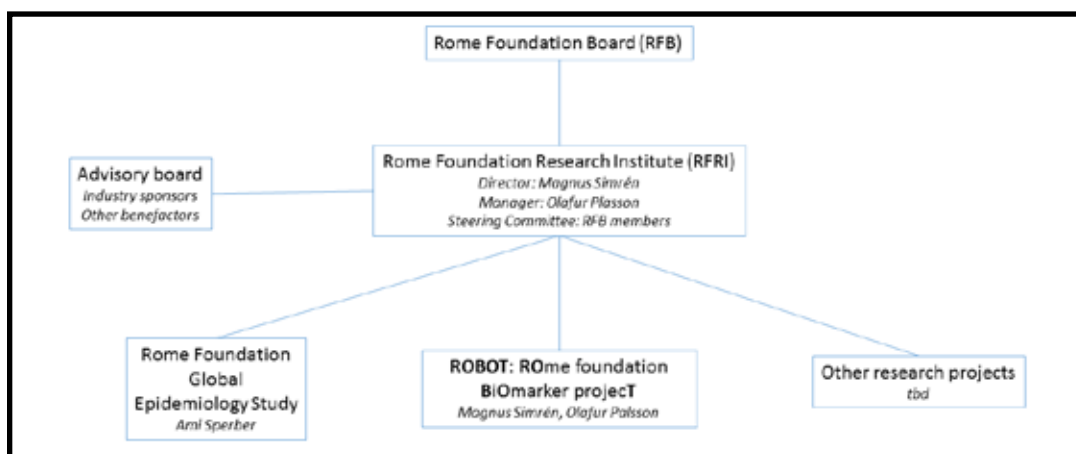 Rome Foundation Board (RFB)
Rome Foundation Research Institute (RFRI)
Director: Magnus Simrén
Manager: Olafur Plasson
Steering Committee: RFB members
Advisory board
Industry sponsors
Other benefactors
Rome Foundation
Global
Epidemiology Study
Ami Sperber
ROBOT: ROme foundation
BiOmarker projecT
Magnus Simrén, Olafur Palsson
Other research projects
tbd